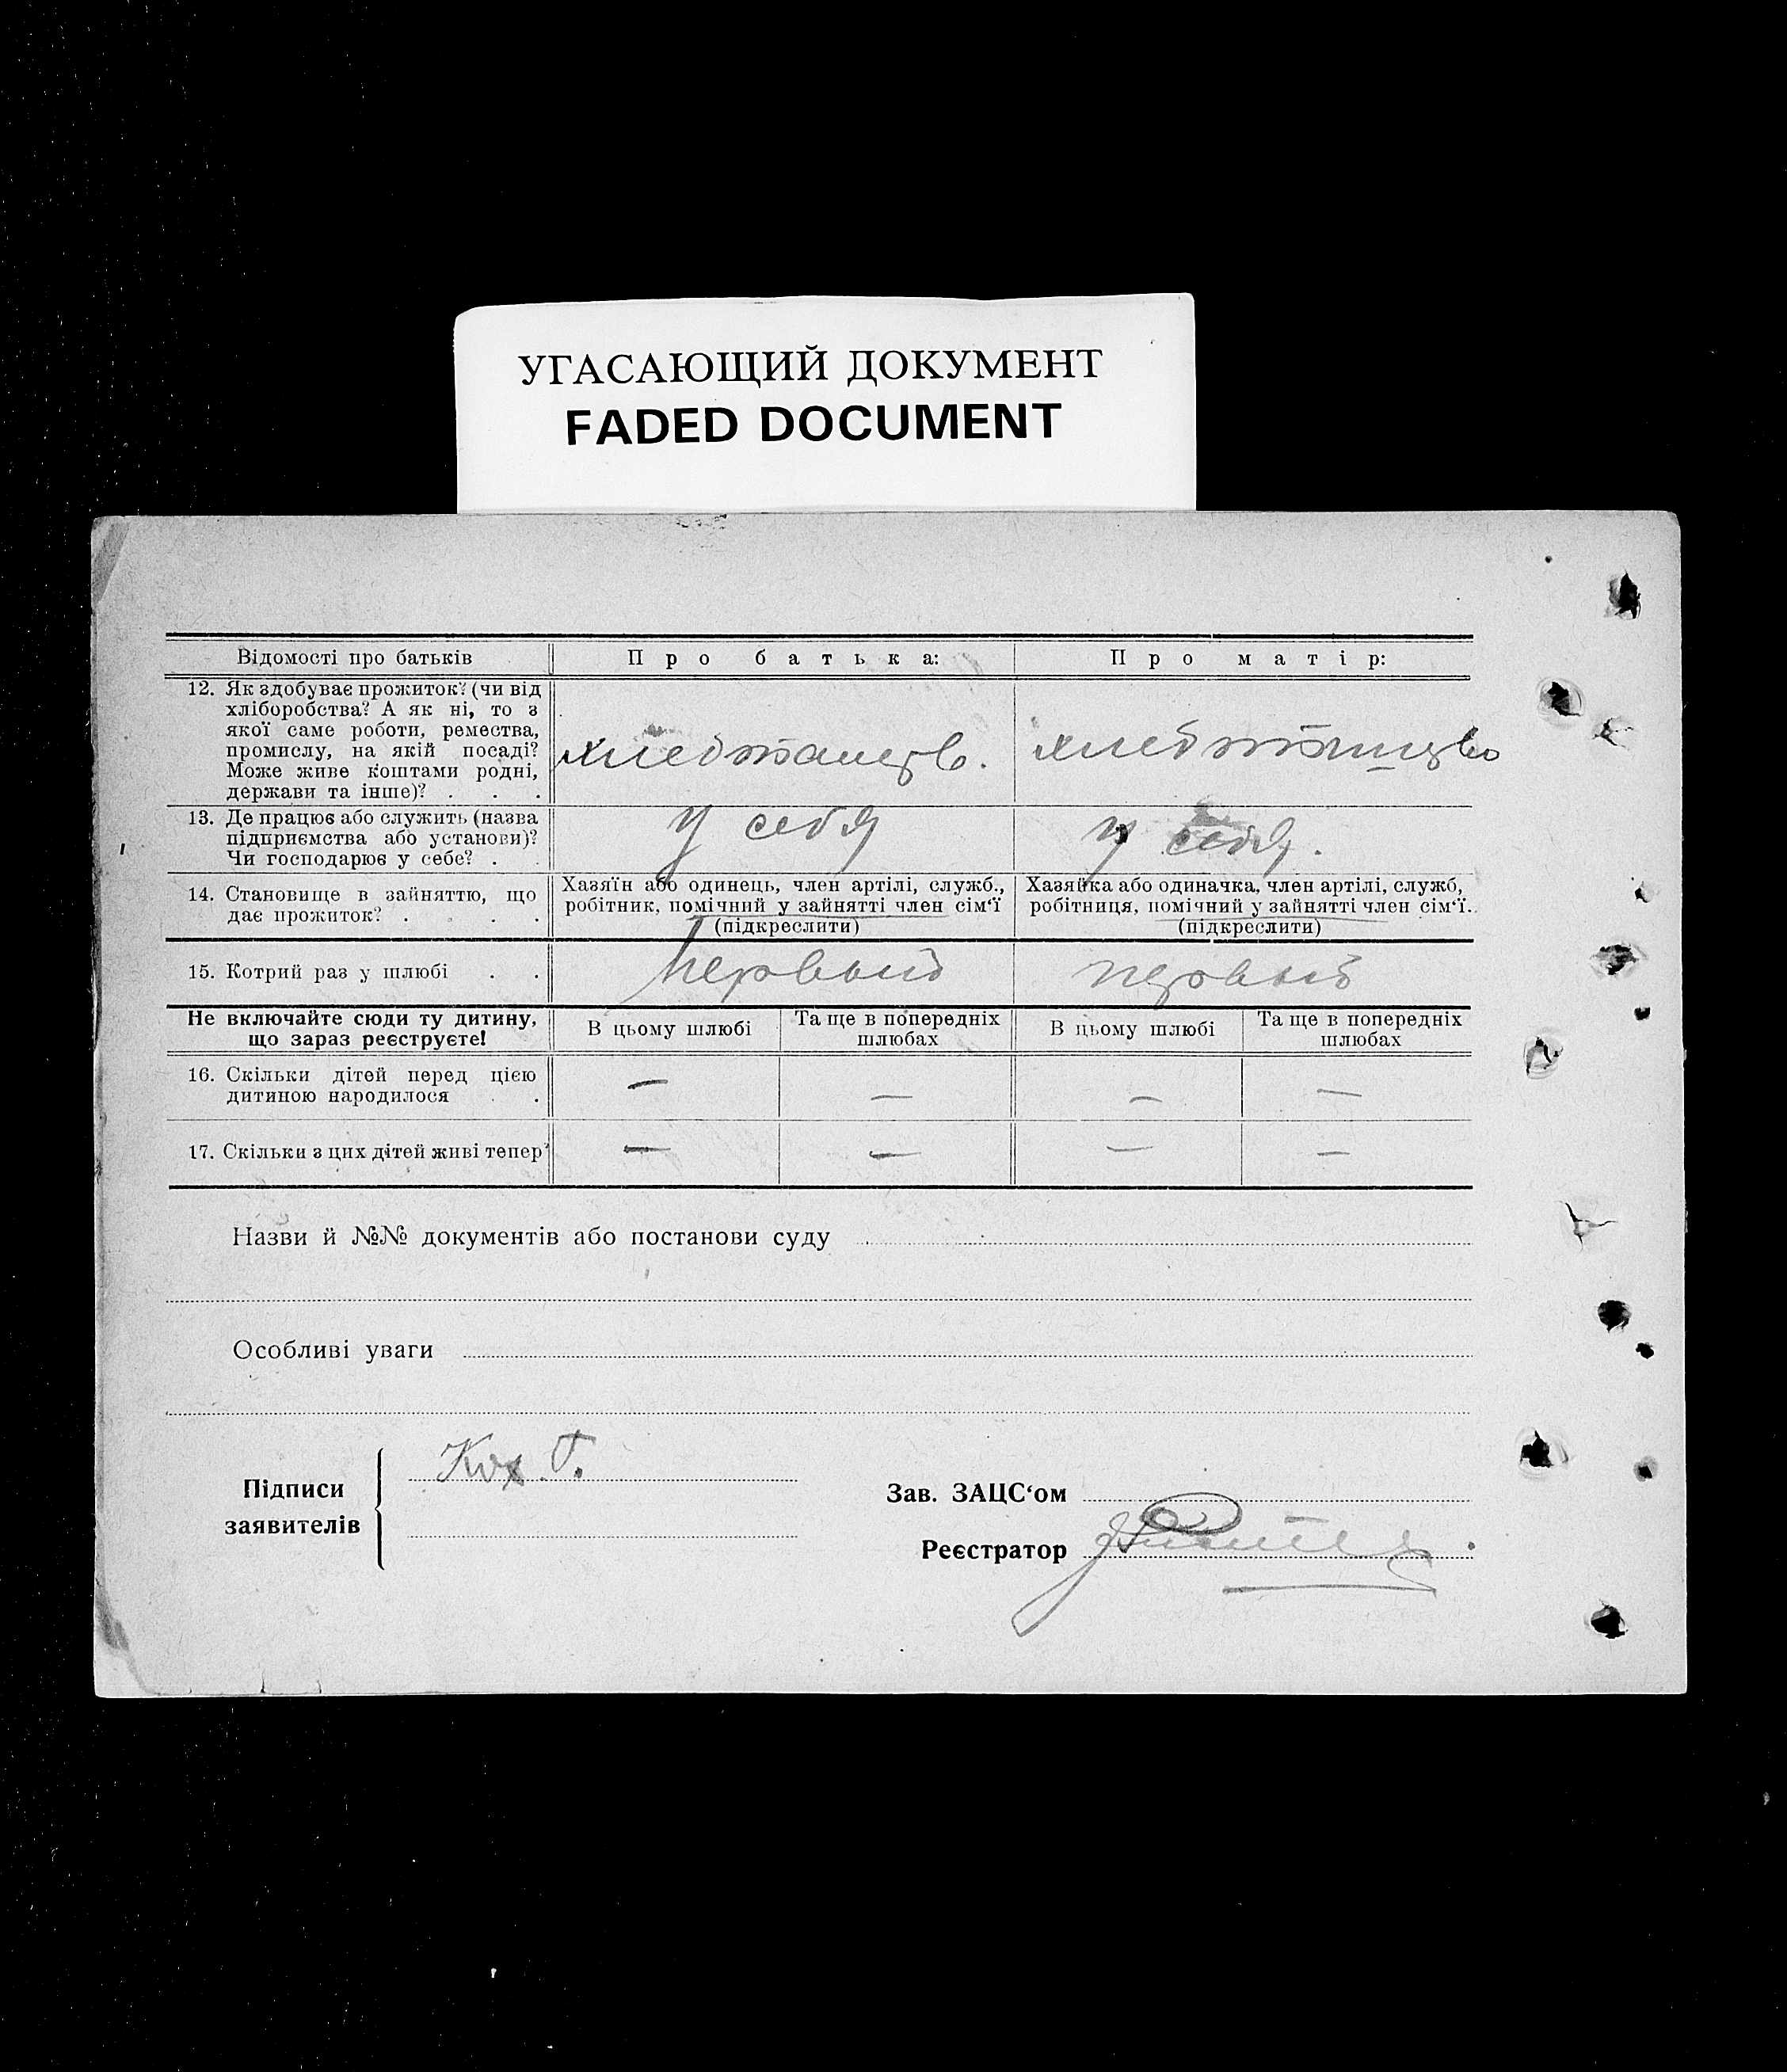 УГАСАЮЩИЙ ДОКУМЕНТ
FADED DOCUMENT
Відомості про батьків
Про батька:
Про матір:
12. Як здобуває прожиток? (чи від
хліборобства? А як ні, то з
якої саме роботи, ремества,
промислу, на якій посаді?
Може живе коштами родні,
держави та інше)? . . .
13. Де працює або служить (назва
підприємства або установи)?
Чи господарює у себе? . .
у себя
у себя.
14. Становище в зайняттю, що
дає прожиток? . . .
Хазяїн або одинець, член артілі, служб.,
робітник, помічний у зайнятті член сім‘ї
(підкреслити)
Хазяйка або одиначка, член артілі, служб,
робітниця, помічний у зайнятті член сім‘ї.
(підкреслити)
15. Котрий раз у шлюбі . .
первый
первый
Не включайте сюди ту дитину,
що зараз реєструєте!
В цьому шлюбі
Та ще в попередніх
шлюбах
В цьому шлюбі
Та ще в попередніх
шлюбах
16. Скільки дітей перед цією
дитиною народилося . .
— — — —
17. Скільки з цих дітей живі тепер?
— — — —
Назви й №№ документів або постанови суду
Особливі уваги
Підписи
заявителів
Кох Г.
Зав. ЗАЦС‘ом
Реєстратор